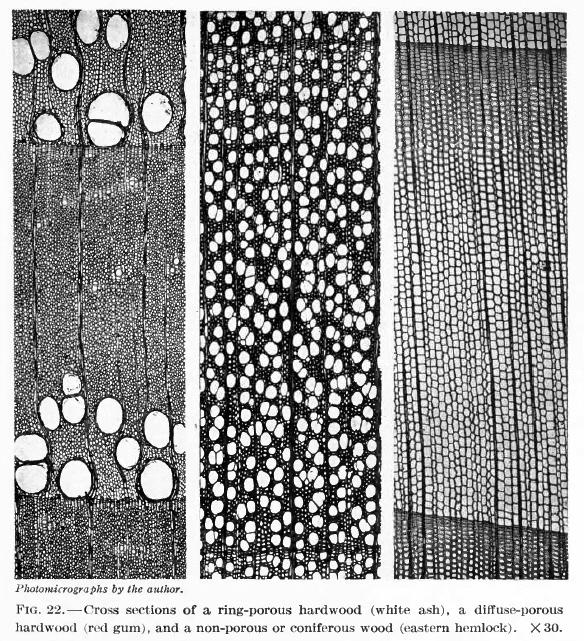 Photomicrographs by the author.
FIG. 22.—Cross sections of a ring-porous hardwood (white ash), a diffuse-porous
hardwood (red gum), and a non-porous or coniferous wood (eastern hemlock). ×30.